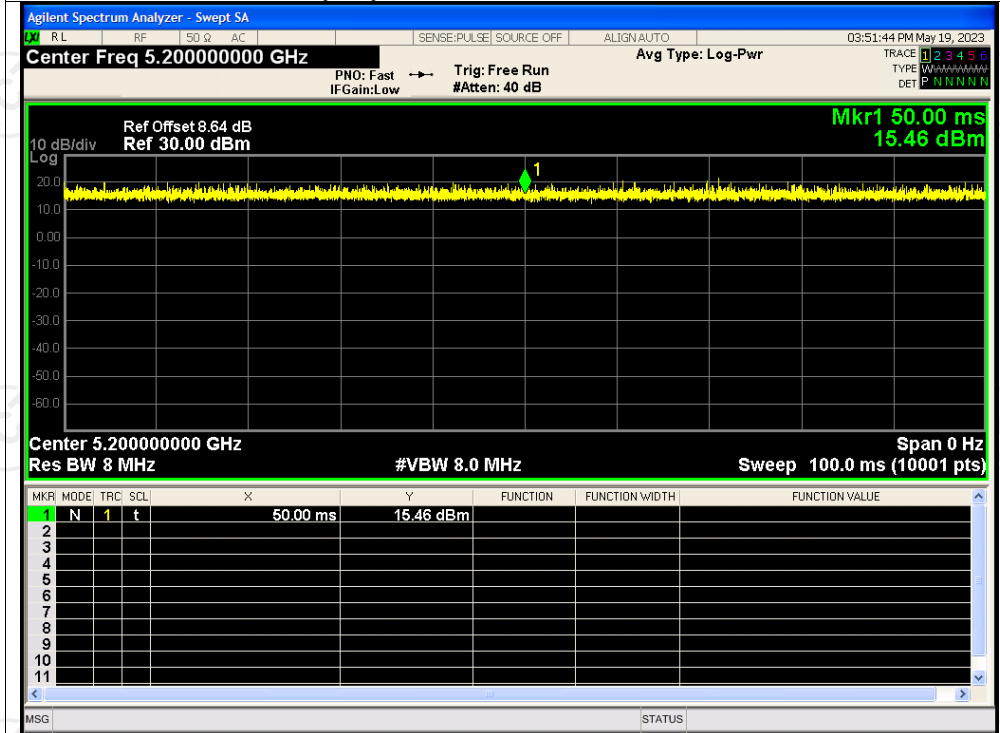 Agilent Spectrum Analyzer - Swept SA
LXI RL RF 50 Ω AC SENSE:PULSE SOURCE OFF ALIGN AUTO 03:51:44 PM May 19, 2023
Center Freq 5.200000000 GHz Avg Type: Log-Pwr TRACE 1 2 3 4 5 6
PNO: Fast Trig: Free Run TYPE WWWWWW
IFGain:Low #Atten: 40 dB DET P N N N N N
Mkr1 50.00 ms
Ref Offset 8.64 dB
10 dB/div Ref 30.00 dBm 15.46 dBm
Log
1
20.0
10.0
0.00
-10.0
-20.0
-30.0
-40.0
-50.0
-60.0
Center 5.200000000 GHz Span 0 Hz
Res BW 8 MHz #VBW 8.0 MHz Sweep 100.0 ms (10001 pts)
MKR MODE TRC SCL X Y FUNCTION FUNCTION WIDTH FUNCTION VALUE
1 N 1 t 50.00 ms 15.46 dBm
2
3
4
5
6
7
8
9
10
11
MSG STATUS